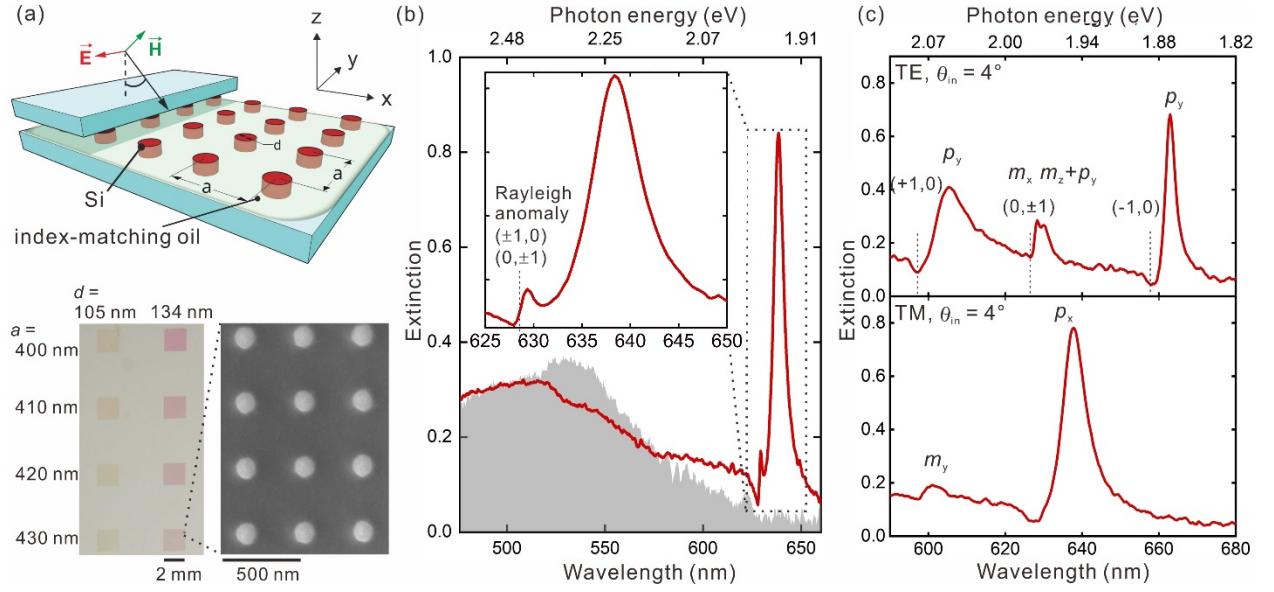 (a)
E
H
z
y
x
d
a
a
Si
index-matching oil
d =
105 nm 134 nm
a =
400 nm
410 nm
420 nm
430 nm
2 mm
500 nm
(b)
Photon energy (eV)
2.48 2.25 2.07 1.91
Extinction
1.0
0.8
0.6
0.4
0.2
0.0
Rayleigh
anomaly
(±1,0)
(0,±1)
625 630 635 640 645 650
500 550 600 650
Wavelength (nm)
(c)
Photon energy (eV)
2.07 2.00 1.94 1.88 1.82
Extinction
0.8
0.6
0.4
0.2
0.0
TE, θin = 4°
py
(+1,0)
mx mz+py
(0,±1)
(-1,0)
py
0.8
0.6
0.4
0.2
0.0
TM, θin = 4°
px
my
600 620 640 660 680
Wavelength (nm)